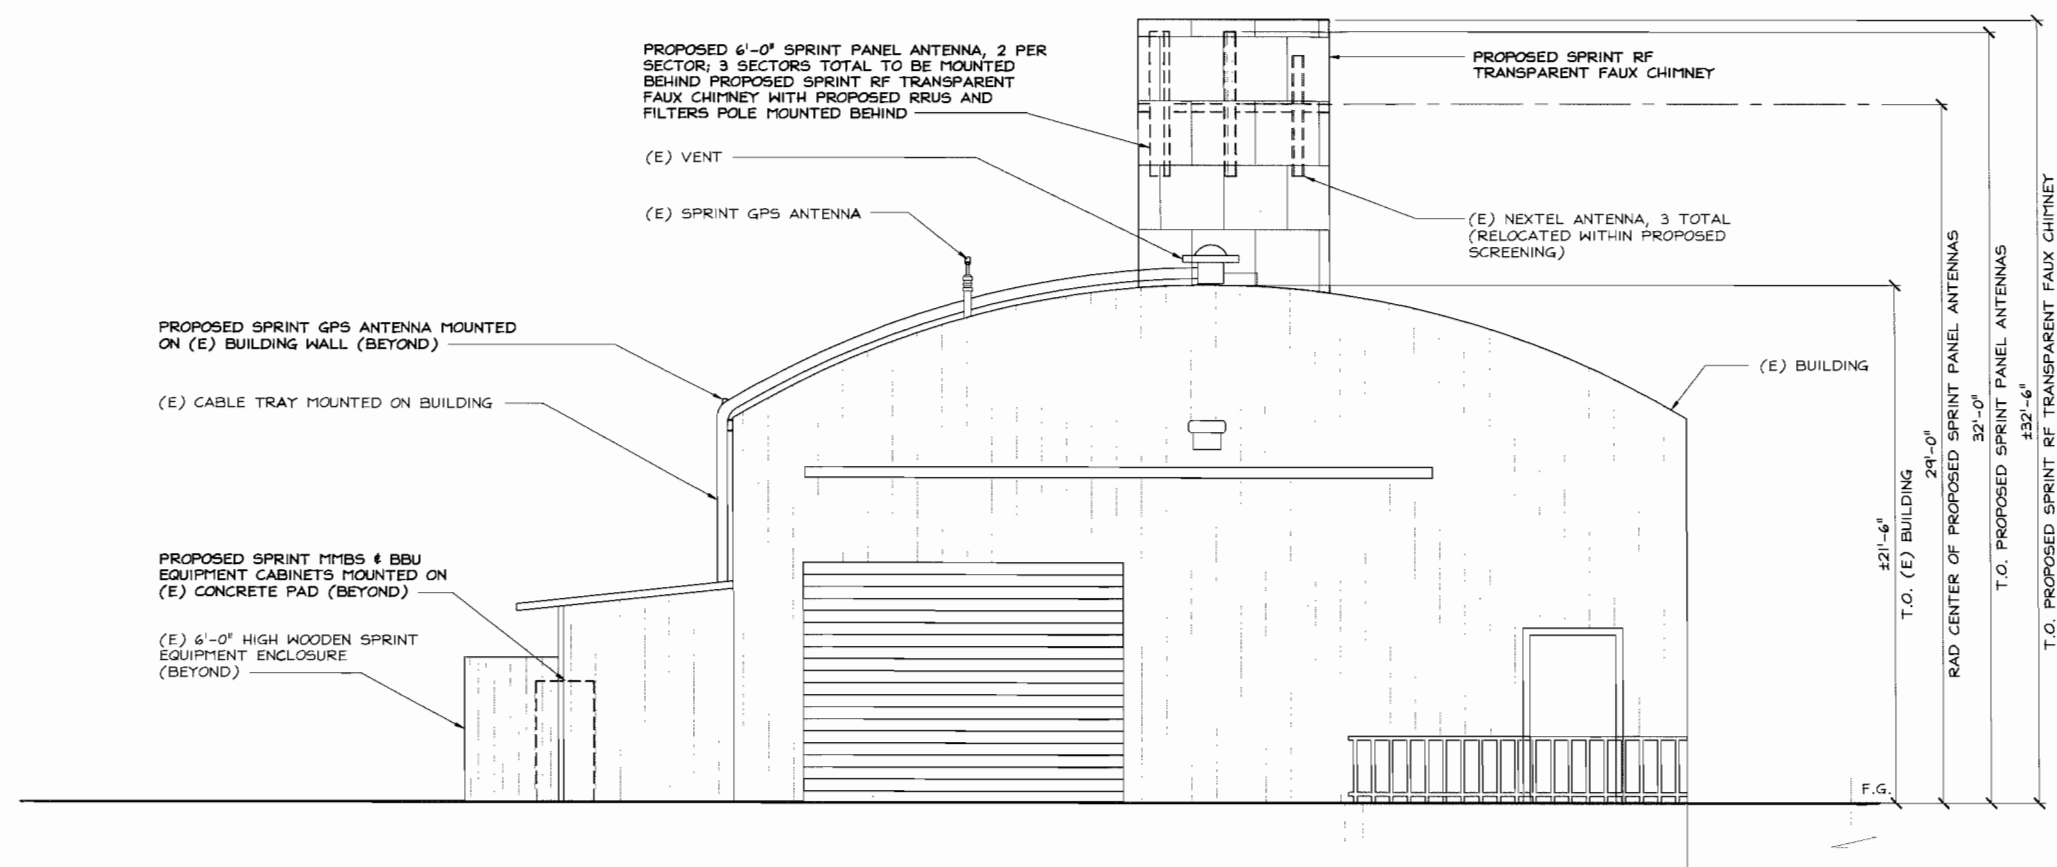 PROPOSED 6'-0" SPRINT PANEL ANTENNA, 2 PER
SECTOR; 3 SECTORS TOTAL TO BE MOUNTED
BEHIND PROPOSED SPRINT RF TRANSPARENT
FAUX CHIMNEY WITH PROPOSED RRUS AND
FILTERS POLE MOUNTED BEHIND
(E) VENT
(E) SPRINT GPS ANTENNA
PROPOSED SPRINT GPS ANTENNA MOUNTED
ON (E) BUILDING WALL (BEYOND)
(E) CABLE TRAY MOUNTED ON BUILDING
PROPOSED SPRINT MMBS & BBU
EQUIPMENT CABINETS MOUNTED ON
(E) CONCRETE PAD (BEYOND)
(E) 6'-0" HIGH WOODEN SPRINT
EQUIPMENT ENCLOSURE
(BEYOND)
PROPOSED SPRINT RF
TRANSPARENT FAUX CHIMNEY
(E) NEXTEL ANTENNA, 3 TOTAL
(RELOCATED WITHIN PROPOSED
SCREENING)
(E) BUILDING
F.G.
±21'-6"
T.O. (E) BUILDING
29'-0"
RAD CENTER OF PROPOSED SPRINT PANEL ANTENNAS
32'-0"
T.O. PROPOSED SPRINT PANEL ANTENNAS
±32'-6"
T.O. PROPOSED SPRINT RF TRANSPARENT FAUX CHIMNEY